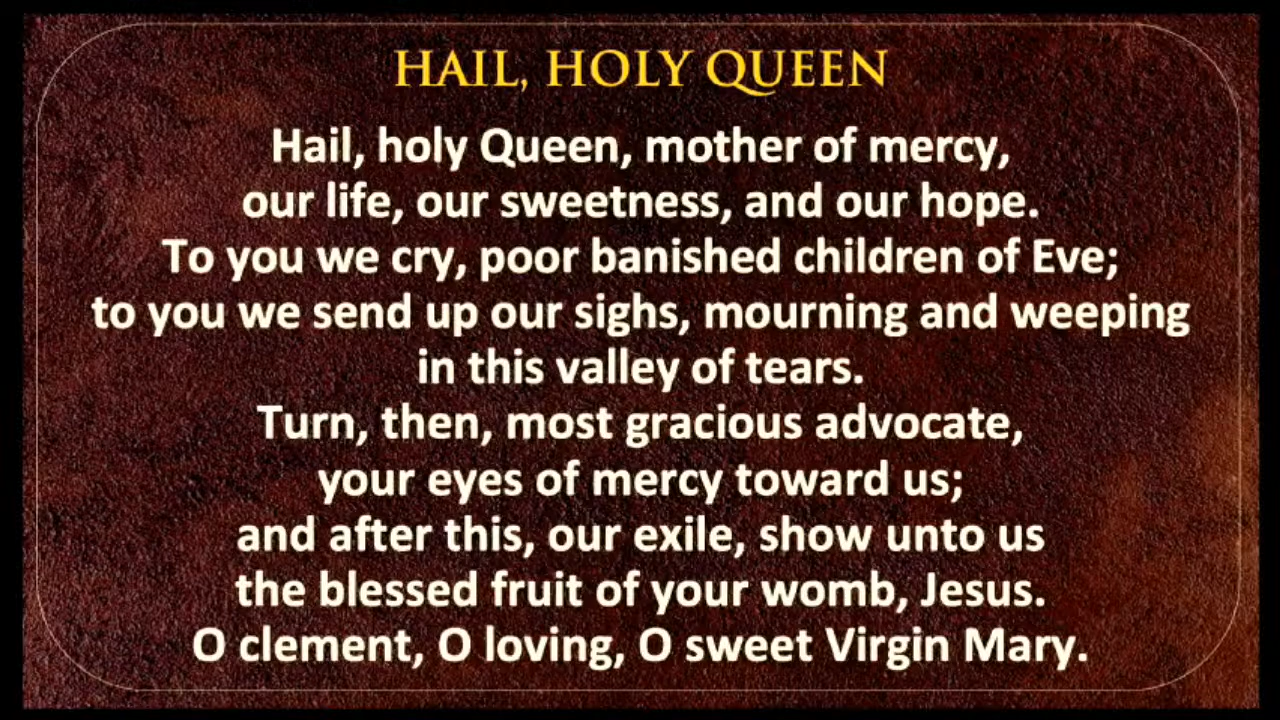 HAIL, HOLY QUEEN
Hail, holy Queen, mother of mercy,
our life, our sweetness, and our hope.
To you we cry, poor banished children of Eve;
to you we send up our sighs, mourning and weeping
in this valley of tears.
Turn, then, most gracious advocate,
your eyes of mercy toward us;
and after this, our exile, show unto us
the blessed fruit of your womb, Jesus.
O clement, O loving, O sweet Virgin Mary.